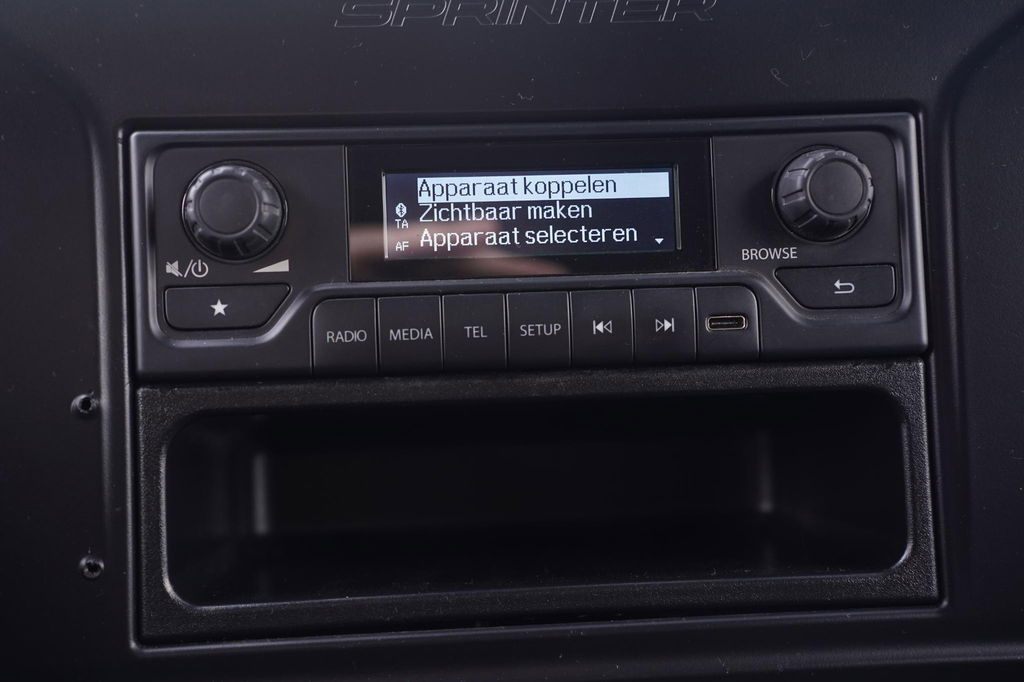 SPRINTER
Apparaat koppelen
Zichtbaar maken
TA
Apparaat selecteren
AF
BROWSE
RADIO MEDIA TEL SETUP